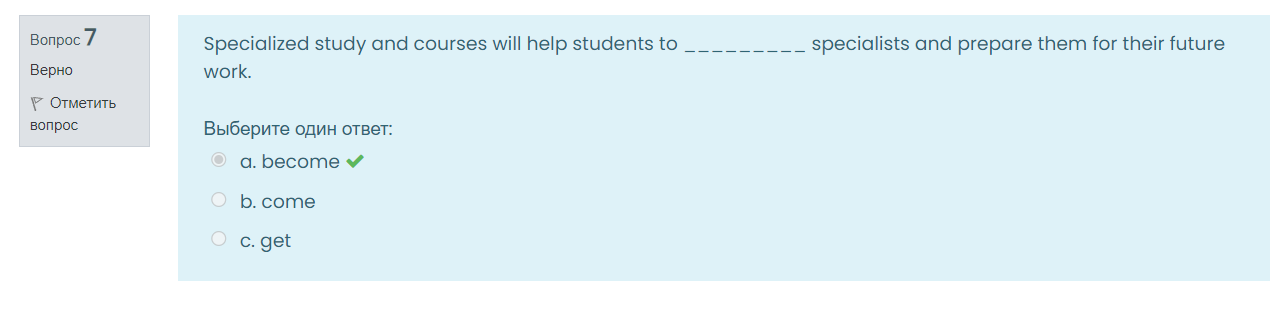 Вопрос 7
Верно
Отметить
вопрос
Specialized study and courses will help students to _________ specialists and prepare them for their future
work.
Выберите один ответ:
a. become
b. come
c. get